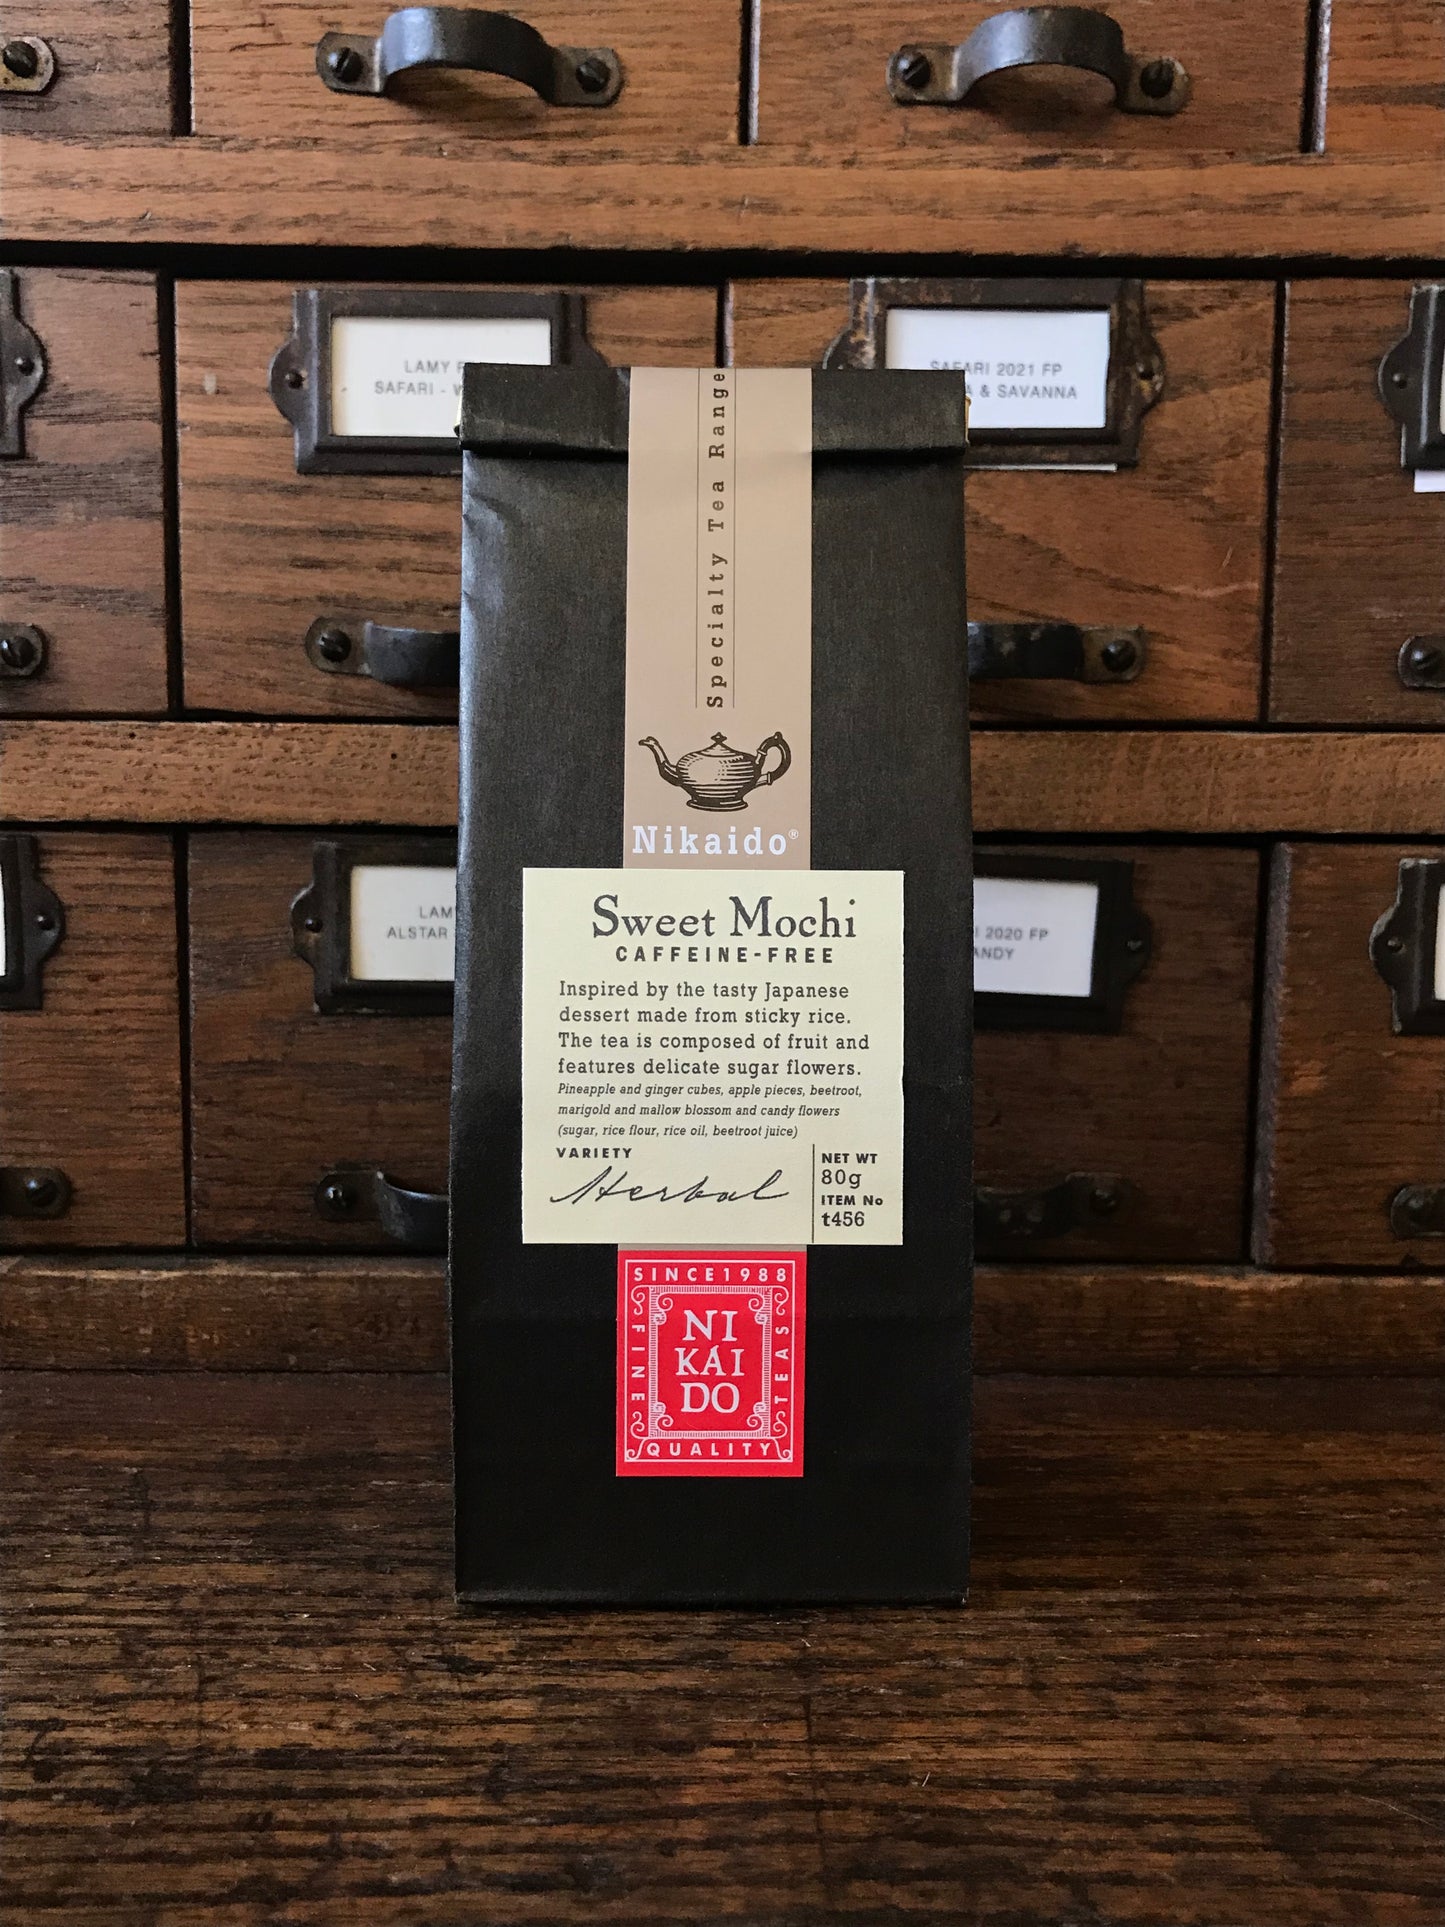 LAMY
SAFARI -
SAFARI 2021 FP
& SAVANNA
Specialty Tea Range
Nikaido®
LAM
ALSTAR
2020 FP
Sweet Mochi
CAFFEINE-FREE
Inspired by the tasty Japanese
dessert made from sticky rice.
The tea is composed of fruit and
features delicate sugar flowers.
Pineapple and ginger cubes, apple pieces, beetroot,
marigold and mallow blossom and candy flowers
(sugar, rice flour, rice oil, beetroot juice)
VARIETY
Herbal
NET WT
80g
ITEM No
t456
SINCE 1988
FINE
NI
KAI
DO
TEAS
QUALITY